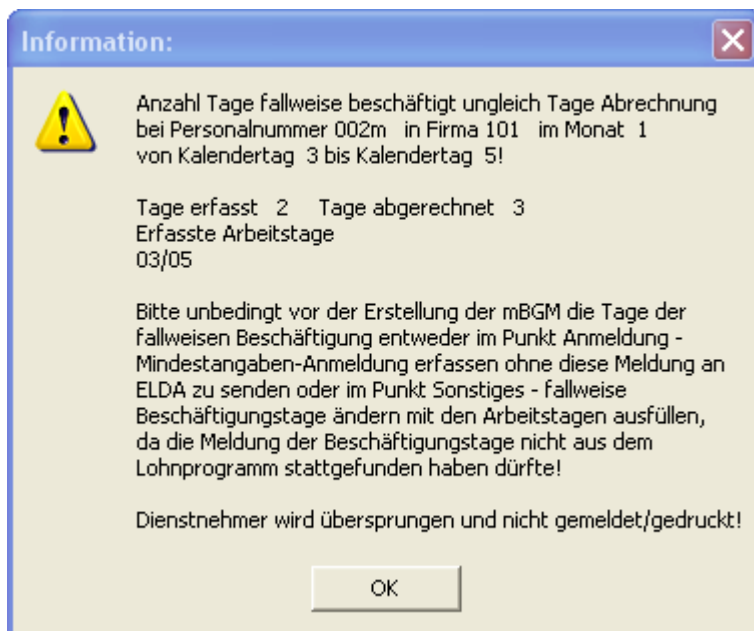 Information:
Anzahl Tage fallweise beschäftigt ungleich Tage Abrechnung
bei Personalnummer 002m in Firma 101 im Monat 1
von Kalendertag 3 bis Kalendertag 5!
Tage erfasst 2 Tage abgerechnet 3
Erfasste Arbeitstage
03/05
Bitte unbedingt vor der Erstellung der mBGM die Tage der
fallweisen Beschäftigung entweder im Punkt Anmeldung -
Mindestangaben-Anmeldung erfassen ohne diese Meldung an
ELDA zu senden oder im Punkt Sonstiges - fallweise
Beschäftigungstage ändern mit den Arbeitstagen ausfüllen,
da die Meldung der Beschäftigungstage nicht aus dem
Lohnprogramm stattgefunden haben dürfte!
Dienstnehmer wird übersprungen und nicht gemeldet/gedruckt!
OK